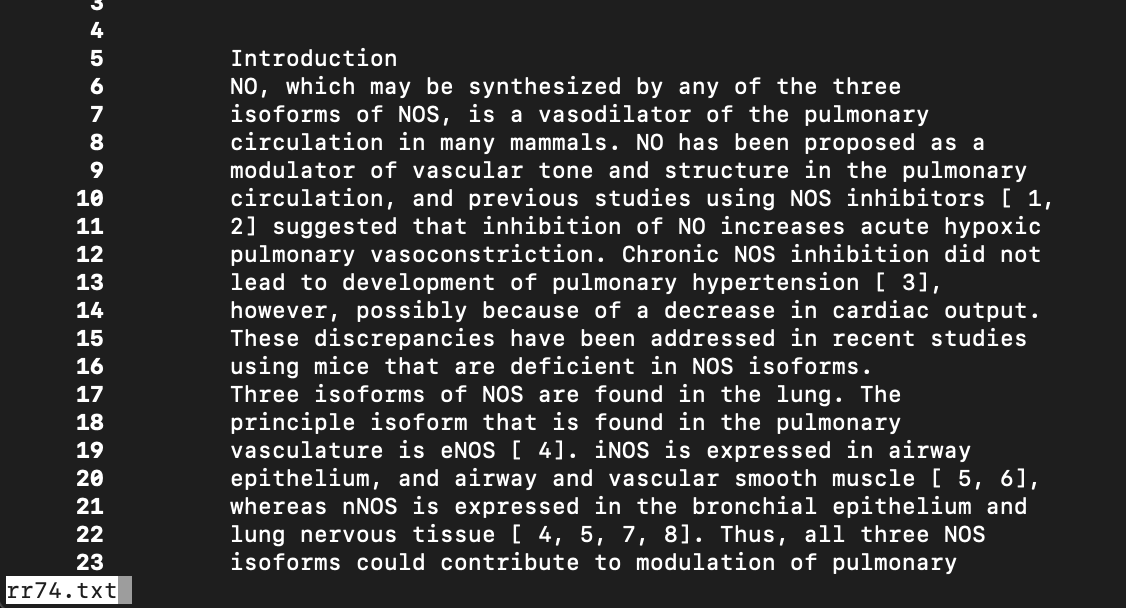 3
4
5 Introduction
6 NO, which may be synthesized by any of the three
7 isoforms of NOS, is a vasodilator of the pulmonary
8 circulation in many mammals. NO has been proposed as a
9 modulator of vascular tone and structure in the pulmonary
10 circulation, and previous studies using NOS inhibitors [ 1,
11 2] suggested that inhibition of NO increases acute hypoxic
12 pulmonary vasoconstriction. Chronic NOS inhibition did not
13 lead to development of pulmonary hypertension [ 3],
14 however, possibly because of a decrease in cardiac output.
15 These discrepancies have been addressed in recent studies
16 using mice that are deficient in NOS isoforms.
17 Three isoforms of NOS are found in the lung. The
18 principle isoform that is found in the pulmonary
19 vasculature is eNOS [ 4]. iNOS is expressed in airway
20 epithelium, and airway and vascular smooth muscle [ 5, 6],
21 whereas nNOS is expressed in the bronchial epithelium and
22 lung nervous tissue [ 4, 5, 7, 8]. Thus, all three NOS
23 isoforms could contribute to modulation of pulmonary
rr74.txt